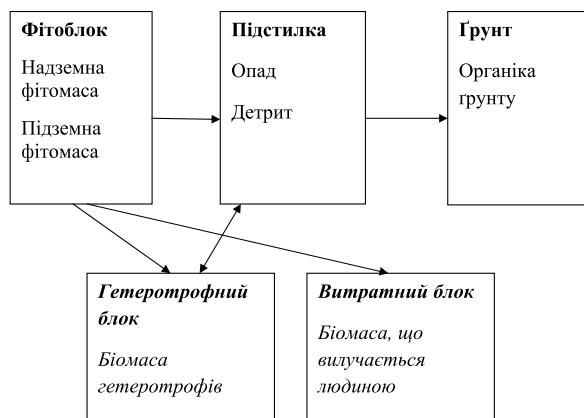 Фітоблок
Надземна
фітомаса
Підземна
фітомаса
Підстилка
Опад
Детрит
Ґрунт
Органіка
ґрунту
Гетеротрофний
блок
Біомаса
гетеротрофів
Витратний блок
Біомаса, що
вилучається
людиною